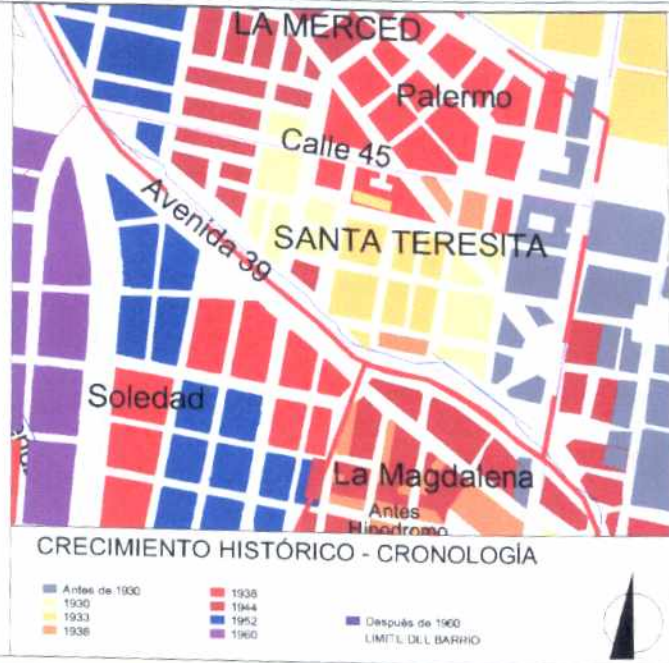 LA MERCED
Palermo
Calle 45
Avenida 39
SANTA TERESITA
Soledad
La Magdalena
Antes
Hipodromo
CRECIMIENTO HISTÓRICO - CRONOLOGÍA
Antes de 1930
1930
1933
1936
1938
1944
1952
1960
Después de 1960
LIMITE DEL BARRIO